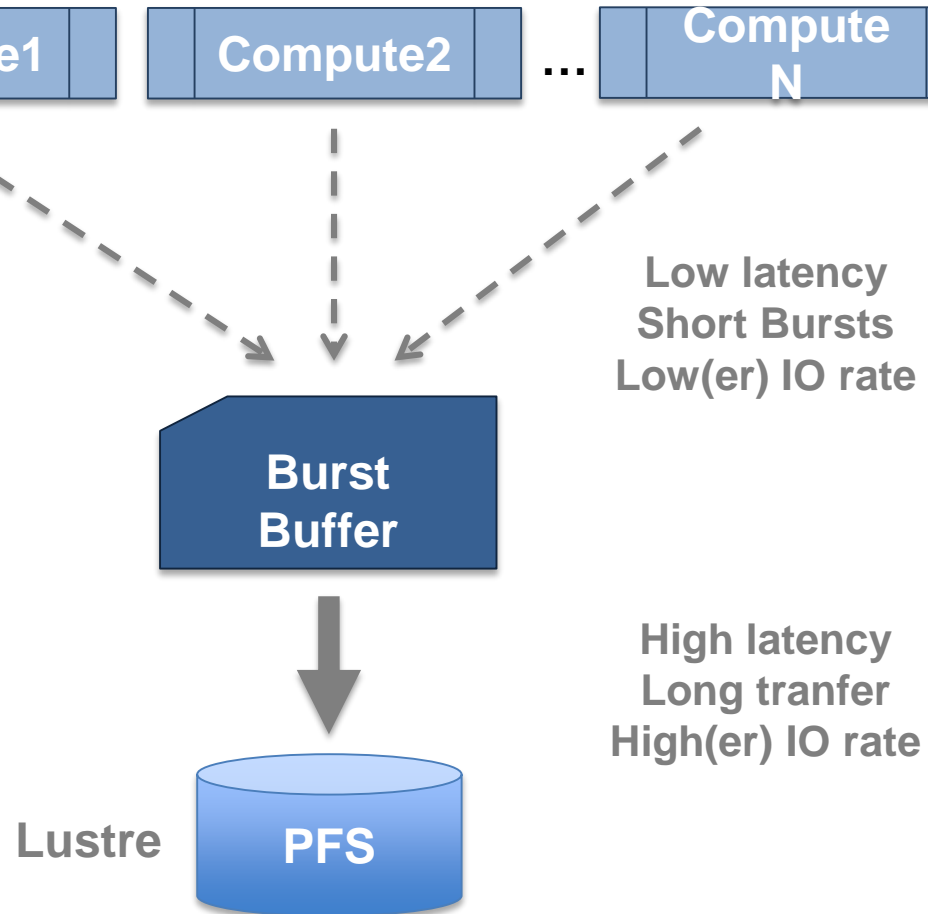 e1
Compute2
...
Compute
N
Low latency
Short Bursts
Low(er) IO rate
Burst
Buffer
High latency
Long tranfer
High(er) IO rate
Lustre
PFS